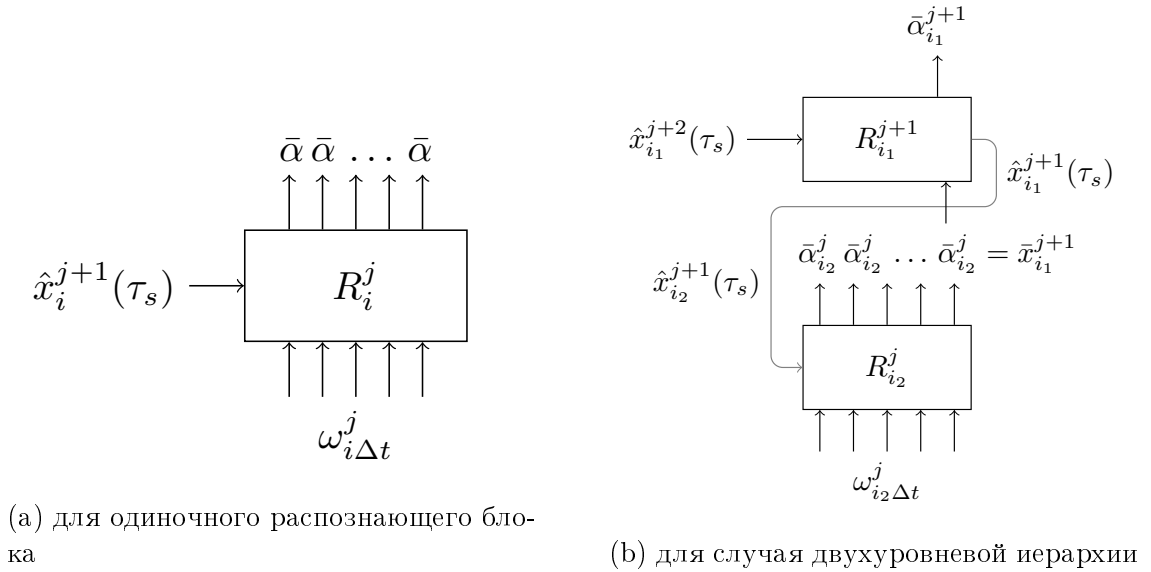 ᾱ ᾱ … ᾱ
x̂_i^{j+1}(τ_s)
R_i^j
ω_{iΔt}^j
(a) для одиночного распознающего бло-
ка
ᾱ_{i_1}^{j+1}
x̂_{i_1}^{j+2}(τ_s)
R_{i_1}^{j+1}
x̂_{i_1}^{j+1}(τ_s)
ᾱ_{i_2}^j ᾱ_{i_2}^j … ᾱ_{i_2}^j = x̄_{i_1}^{j+1}
x̂_{i_2}^{j+1}(τ_s)
R_{i_2}^j
ω_{i_2Δt}^j
(b) для случая двухуровневой иерархии